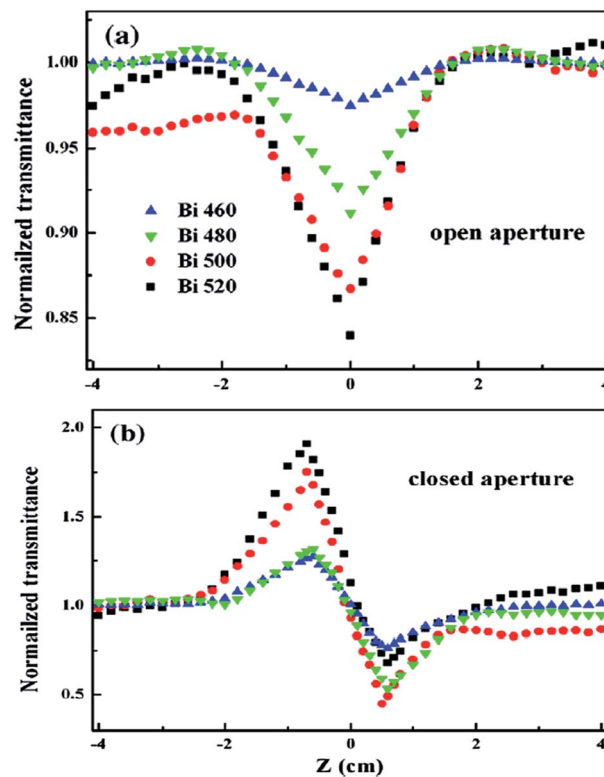 (a)
Normailzed transmittance
1.00
0.95
0.90
0.85
Bi 460
Bi 480
Bi 500
Bi 520
open aperture
-4
-2
0
2
4
(b)
Normalized transmittance
2.0
1.5
1.0
0.5
closed aperture
-4
-2
0
2
4
Z (cm)